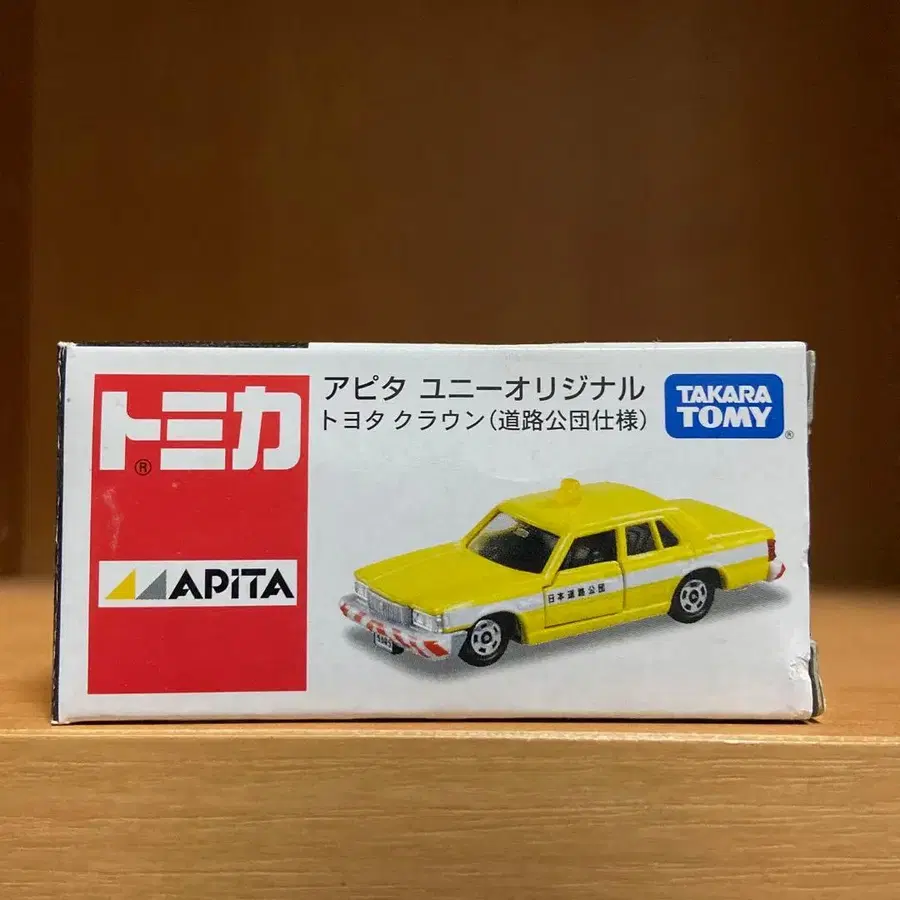 トミカ
®
APiTA
アピタ ユニーオリジナル
トヨタ クラウン(道路公団仕様)
TAKARA
TOMY
®
日本道路公団